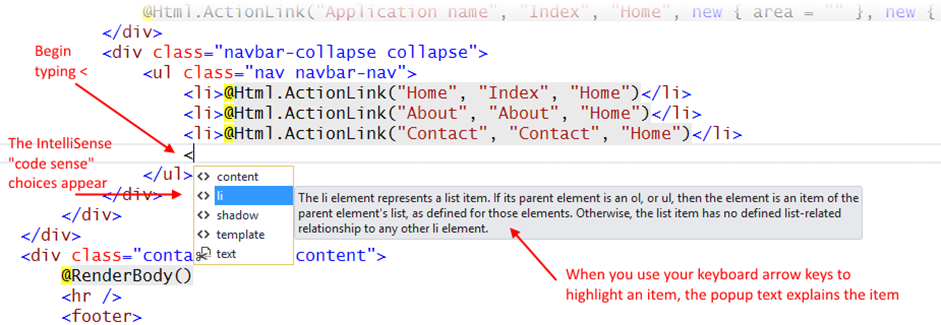 @Html.ActionLink("Application name", "Index", "Home", new { area = "" }, new {
</div>
<div class="navbar-collapse collapse">
<ul class="nav navbar-nav">
<li>@Html.ActionLink("Home", "Index", "Home")</li>
<li>@Html.ActionLink("About", "About", "Home")</li>
<li>@Html.ActionLink("Contact", "Contact", "Home")</li>
<
</ul>
</div>
</div>
</div>
<div class="conta content">
@RenderBody()
<hr />
<footer>
Begin
typing <
The IntelliSense
"code sense"
choices appear
<> content
<> li
<> shadow
<> template
text
The li element represents a list item. If its parent element is an ol, or ul, then the element is an item of the
parent element's list, as defined for those elements. Otherwise, the list item has no defined list-related
relationship to any other li element.
When you use your keyboard arrow keys to
highlight an item, the popup text explains the item